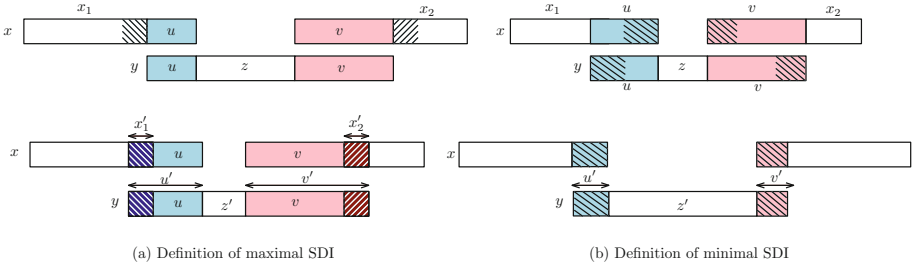 x₁ x₂ x₁ u v x₂
x u v x
y u z v y z
u v
x′₁ x′₂
x u v x
u′ v′ u′ v′
y u z′ v y z′
(a) Definition of maximal SDI (b) Definition of minimal SDI